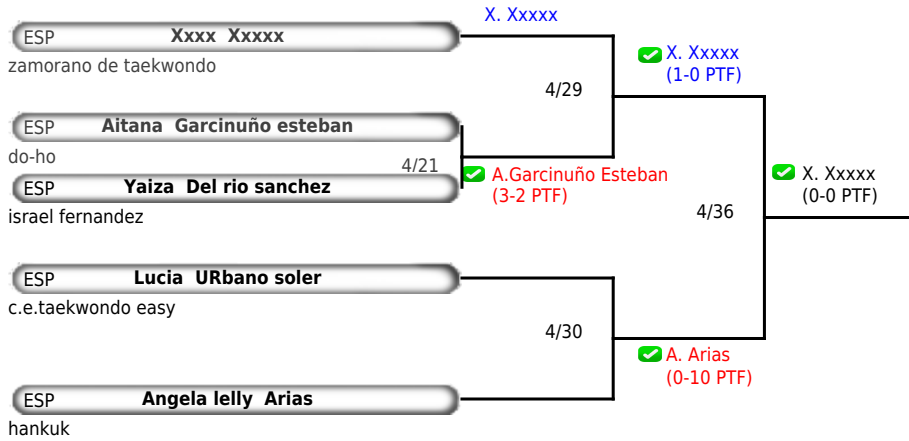 X. Xxxxx
ESP Xxxx Xxxxx
zamorano de taekwondo
X. Xxxxx
(1-0 PTF)
4/29
ESP Aitana Garcinuño esteban
do-ho
4/21
A.Garcinuño Esteban
(3-2 PTF)
X. Xxxxx
(0-0 PTF)
ESP Yaiza Del rio sanchez
israel fernandez
4/36
ESP Lucia URbano soler
c.e.taekwondo easy
4/30
A. Arias
(0-10 PTF)
ESP Angela lelly Arias
hankuk